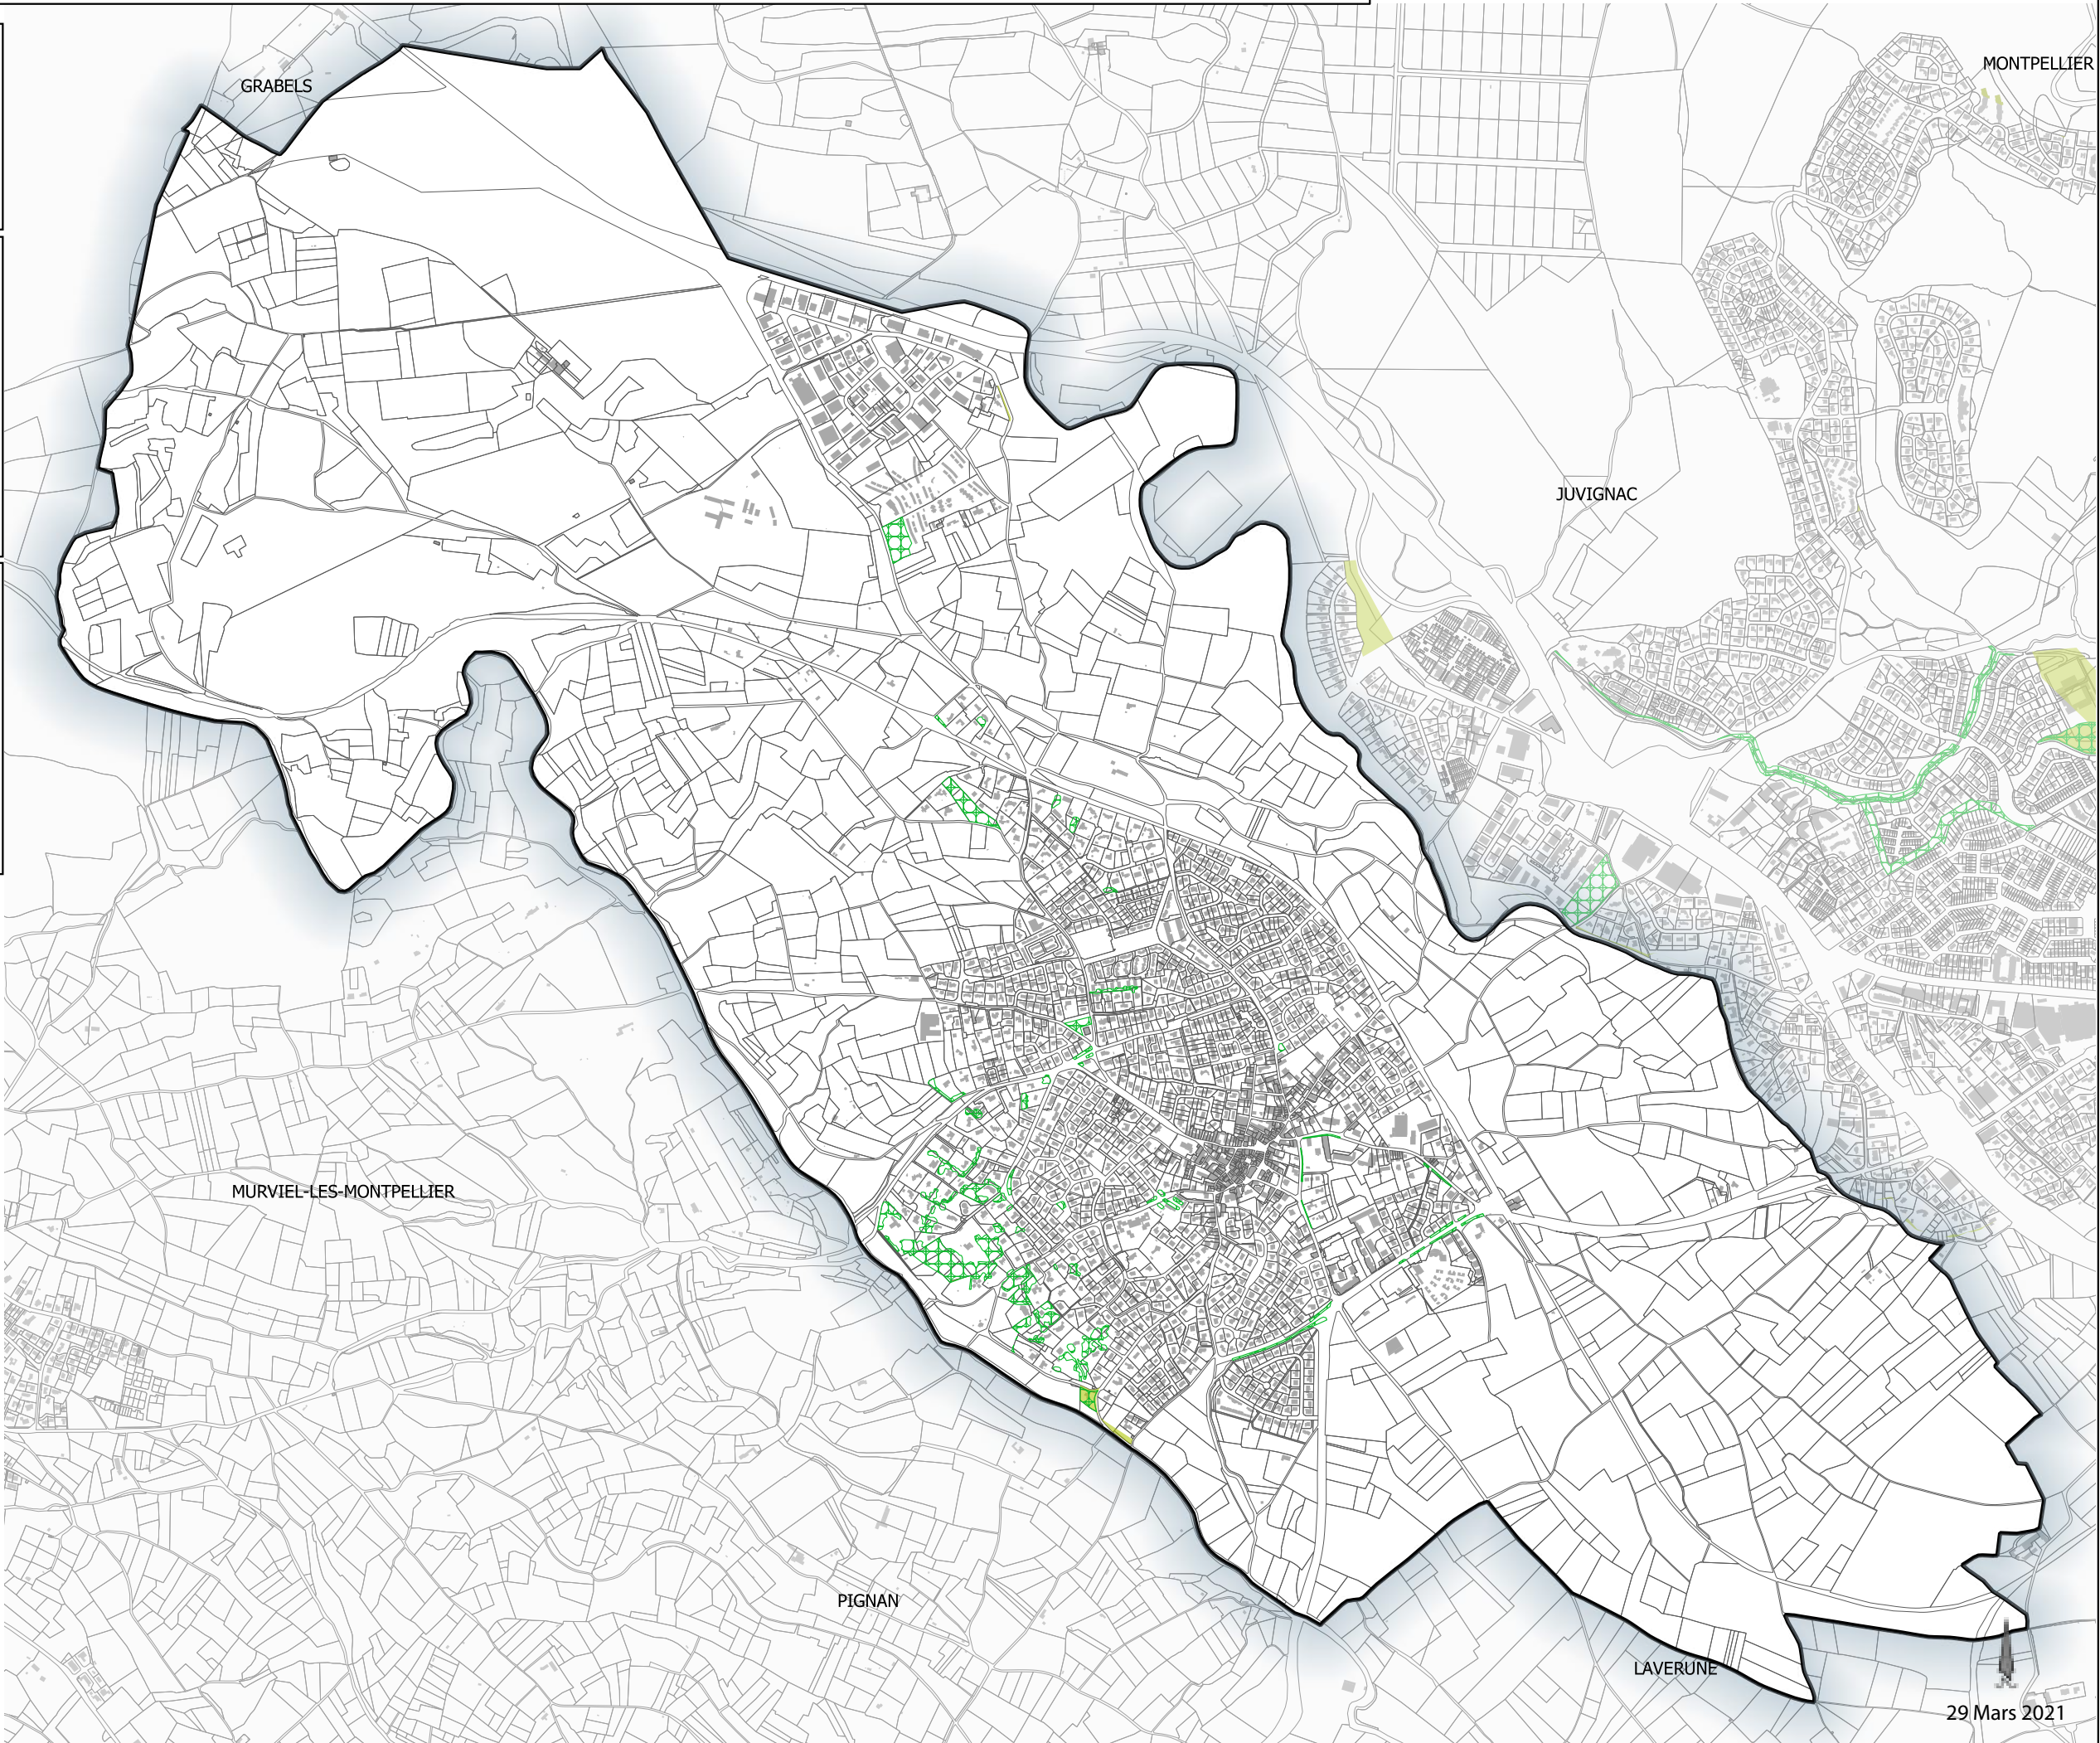 MONTPELLIER
GRABELS
JUVIGNAC
MURVIEL-LES-MONTPELLIER
PIGNAN
LAVERUNE
29 Mars 2021